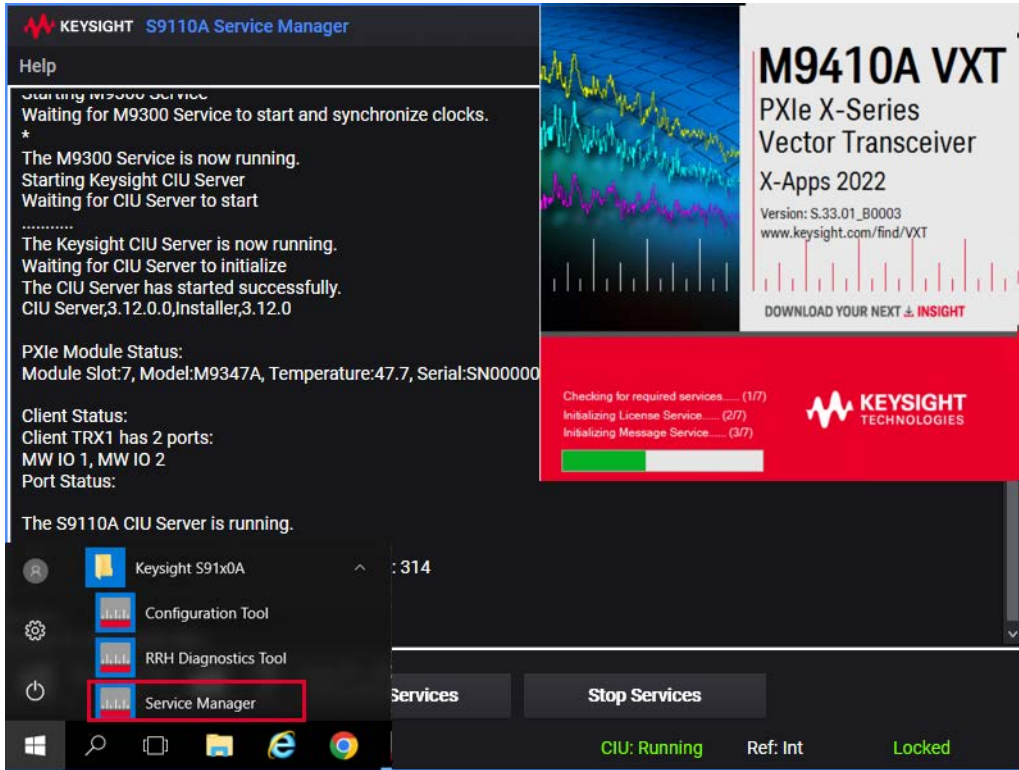 KEYSIGHT S9110A Service Manager
Help
Starting M9300 Service
Waiting for M9300 Service to start and synchronize clocks.
*
The M9300 Service is now running.
Starting Keysight CIU Server
Waiting for CIU Server to start
...........
The Keysight CIU Server is now running.
Waiting for CIU Server to initialize
The CIU Server has started successfully.
CIU Server,3.12.0.0,Installer,3.12.0
PXIe Module Status:
Module Slot:7, Model:M9347A, Temperature:47.7, Serial:SN00000
Client Status:
Client TRX1 has 2 ports:
MW IO 1, MW IO 2
Port Status:
The S9110A CIU Server is running.
: 314
M9410A VXT
PXIe X-Series
Vector Transceiver
X-Apps 2022
Version: S.33.01_B0003
www.keysight.com/find/VXT
DOWNLOAD YOUR NEXT INSIGHT
Checking for required services..... (1/7)
Initializing License Service..... (2/7)
Initializing Message Service..... (3/7)
KEYSIGHT
TECHNOLOGIES
Keysight S91x0A
Configuration Tool
RRH Diagnostics Tool
Service Manager
Services
Stop Services
CIU: Running Ref: Int Locked